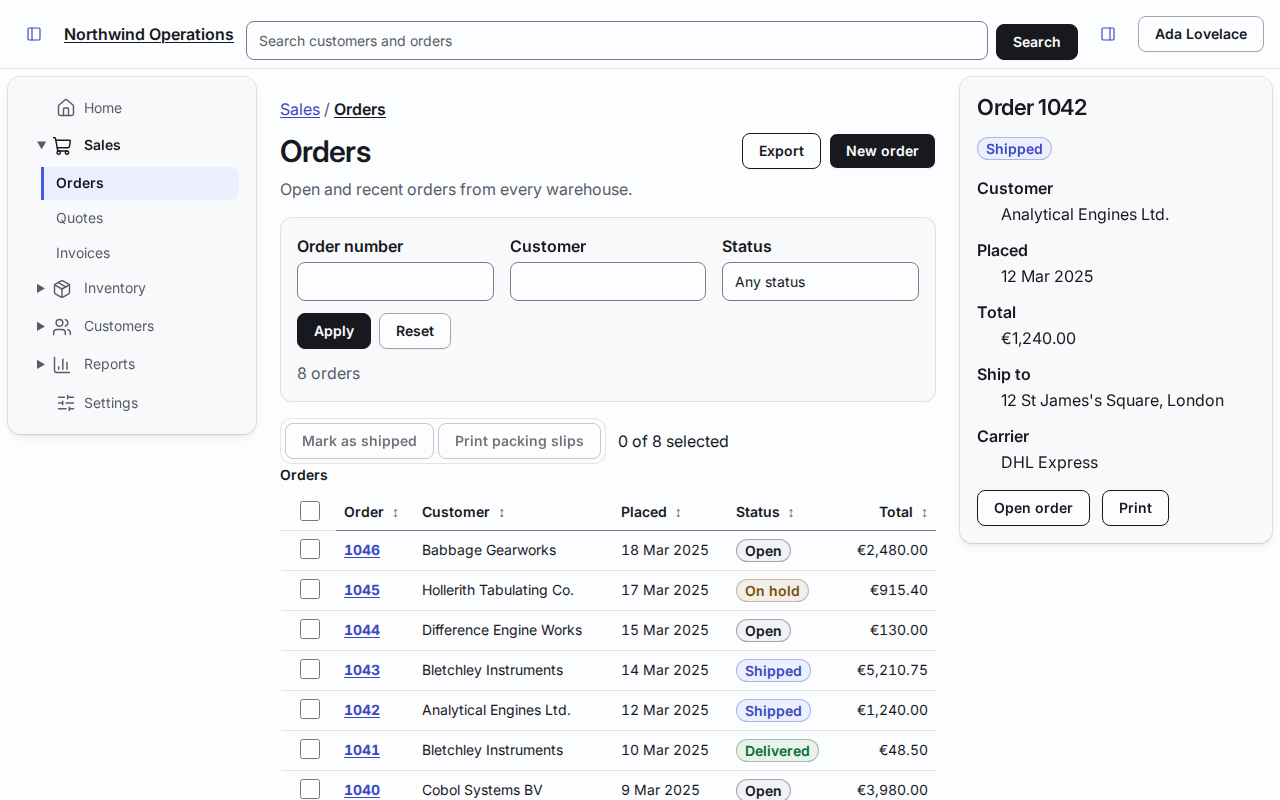 Northwind Operations
Search customers and orders
Search
Ada Lovelace
Home
Sales
Orders
Quotes
Invoices
Inventory
Customers
Reports
Settings
Sales / Orders
Orders
Export
New order
Open and recent orders from every warehouse.
Order number
Customer
Status
Any status
Apply
Reset
8 orders
Mark as shipped
Print packing slips
0 of 8 selected
Orders
Order ↕ Customer ↕ Placed ↕ Status ↕ Total ↕
1046 Babbage Gearworks 18 Mar 2025 Open €2,480.00
1045 Hollerith Tabulating Co. 17 Mar 2025 On hold €915.40
1044 Difference Engine Works 15 Mar 2025 Open €130.00
1043 Bletchley Instruments 14 Mar 2025 Shipped €5,210.75
1042 Analytical Engines Ltd. 12 Mar 2025 Shipped €1,240.00
1041 Bletchley Instruments 10 Mar 2025 Delivered €48.50
1040 Cobol Systems BV 9 Mar 2025 Open €3,980.00
Order 1042
Shipped
Customer
Analytical Engines Ltd.
Placed
12 Mar 2025
Total
€1,240.00
Ship to
12 St James's Square, London
Carrier
DHL Express
Open order
Print